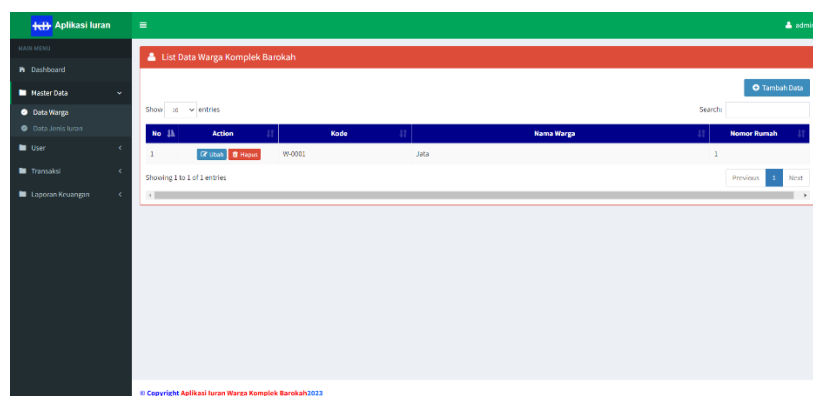 Aplikasi Iuran
admin
MAIN MENU
Dashboard
Master Data
Data Warga
Data Jenis Iuran
User
Transaksi
Laporan Keuangan
List Data Warga Komplek Barokah
Tambah Data
Show 10 entries
Search:
No Action Kode Nama Warga Nomor Rumah
1 Ubah Hapus W-0001 Jata 1
Showing 1 to 1 of 1 entries
Previous 1 Next
© Copyright Aplikasi Iuran Warga Komplek Barokah2023